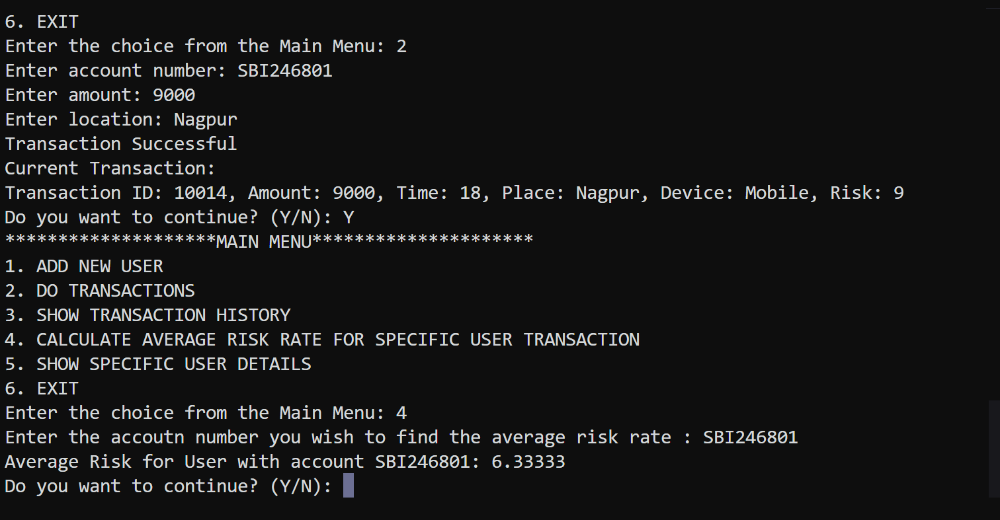 6. EXIT
Enter the choice from the Main Menu: 2
Enter account number: SBI246801
Enter amount: 9000
Enter location: Nagpur
Transaction Successful
Current Transaction:
Transaction ID: 10014, Amount: 9000, Time: 18, Place: Nagpur, Device: Mobile, Risk: 9
Do you want to continue? (Y/N): Y
********************MAIN MENU*********************
1. ADD NEW USER
2. DO TRANSACTIONS
3. SHOW TRANSACTION HISTORY
4. CALCULATE AVERAGE RISK RATE FOR SPECIFIC USER TRANSACTION
5. SHOW SPECIFIC USER DETAILS
6. EXIT
Enter the choice from the Main Menu: 4
Enter the accoutn number you wish to find the average risk rate : SBI246801
Average Risk for User with account SBI246801: 6.33333
Do you want to continue? (Y/N):